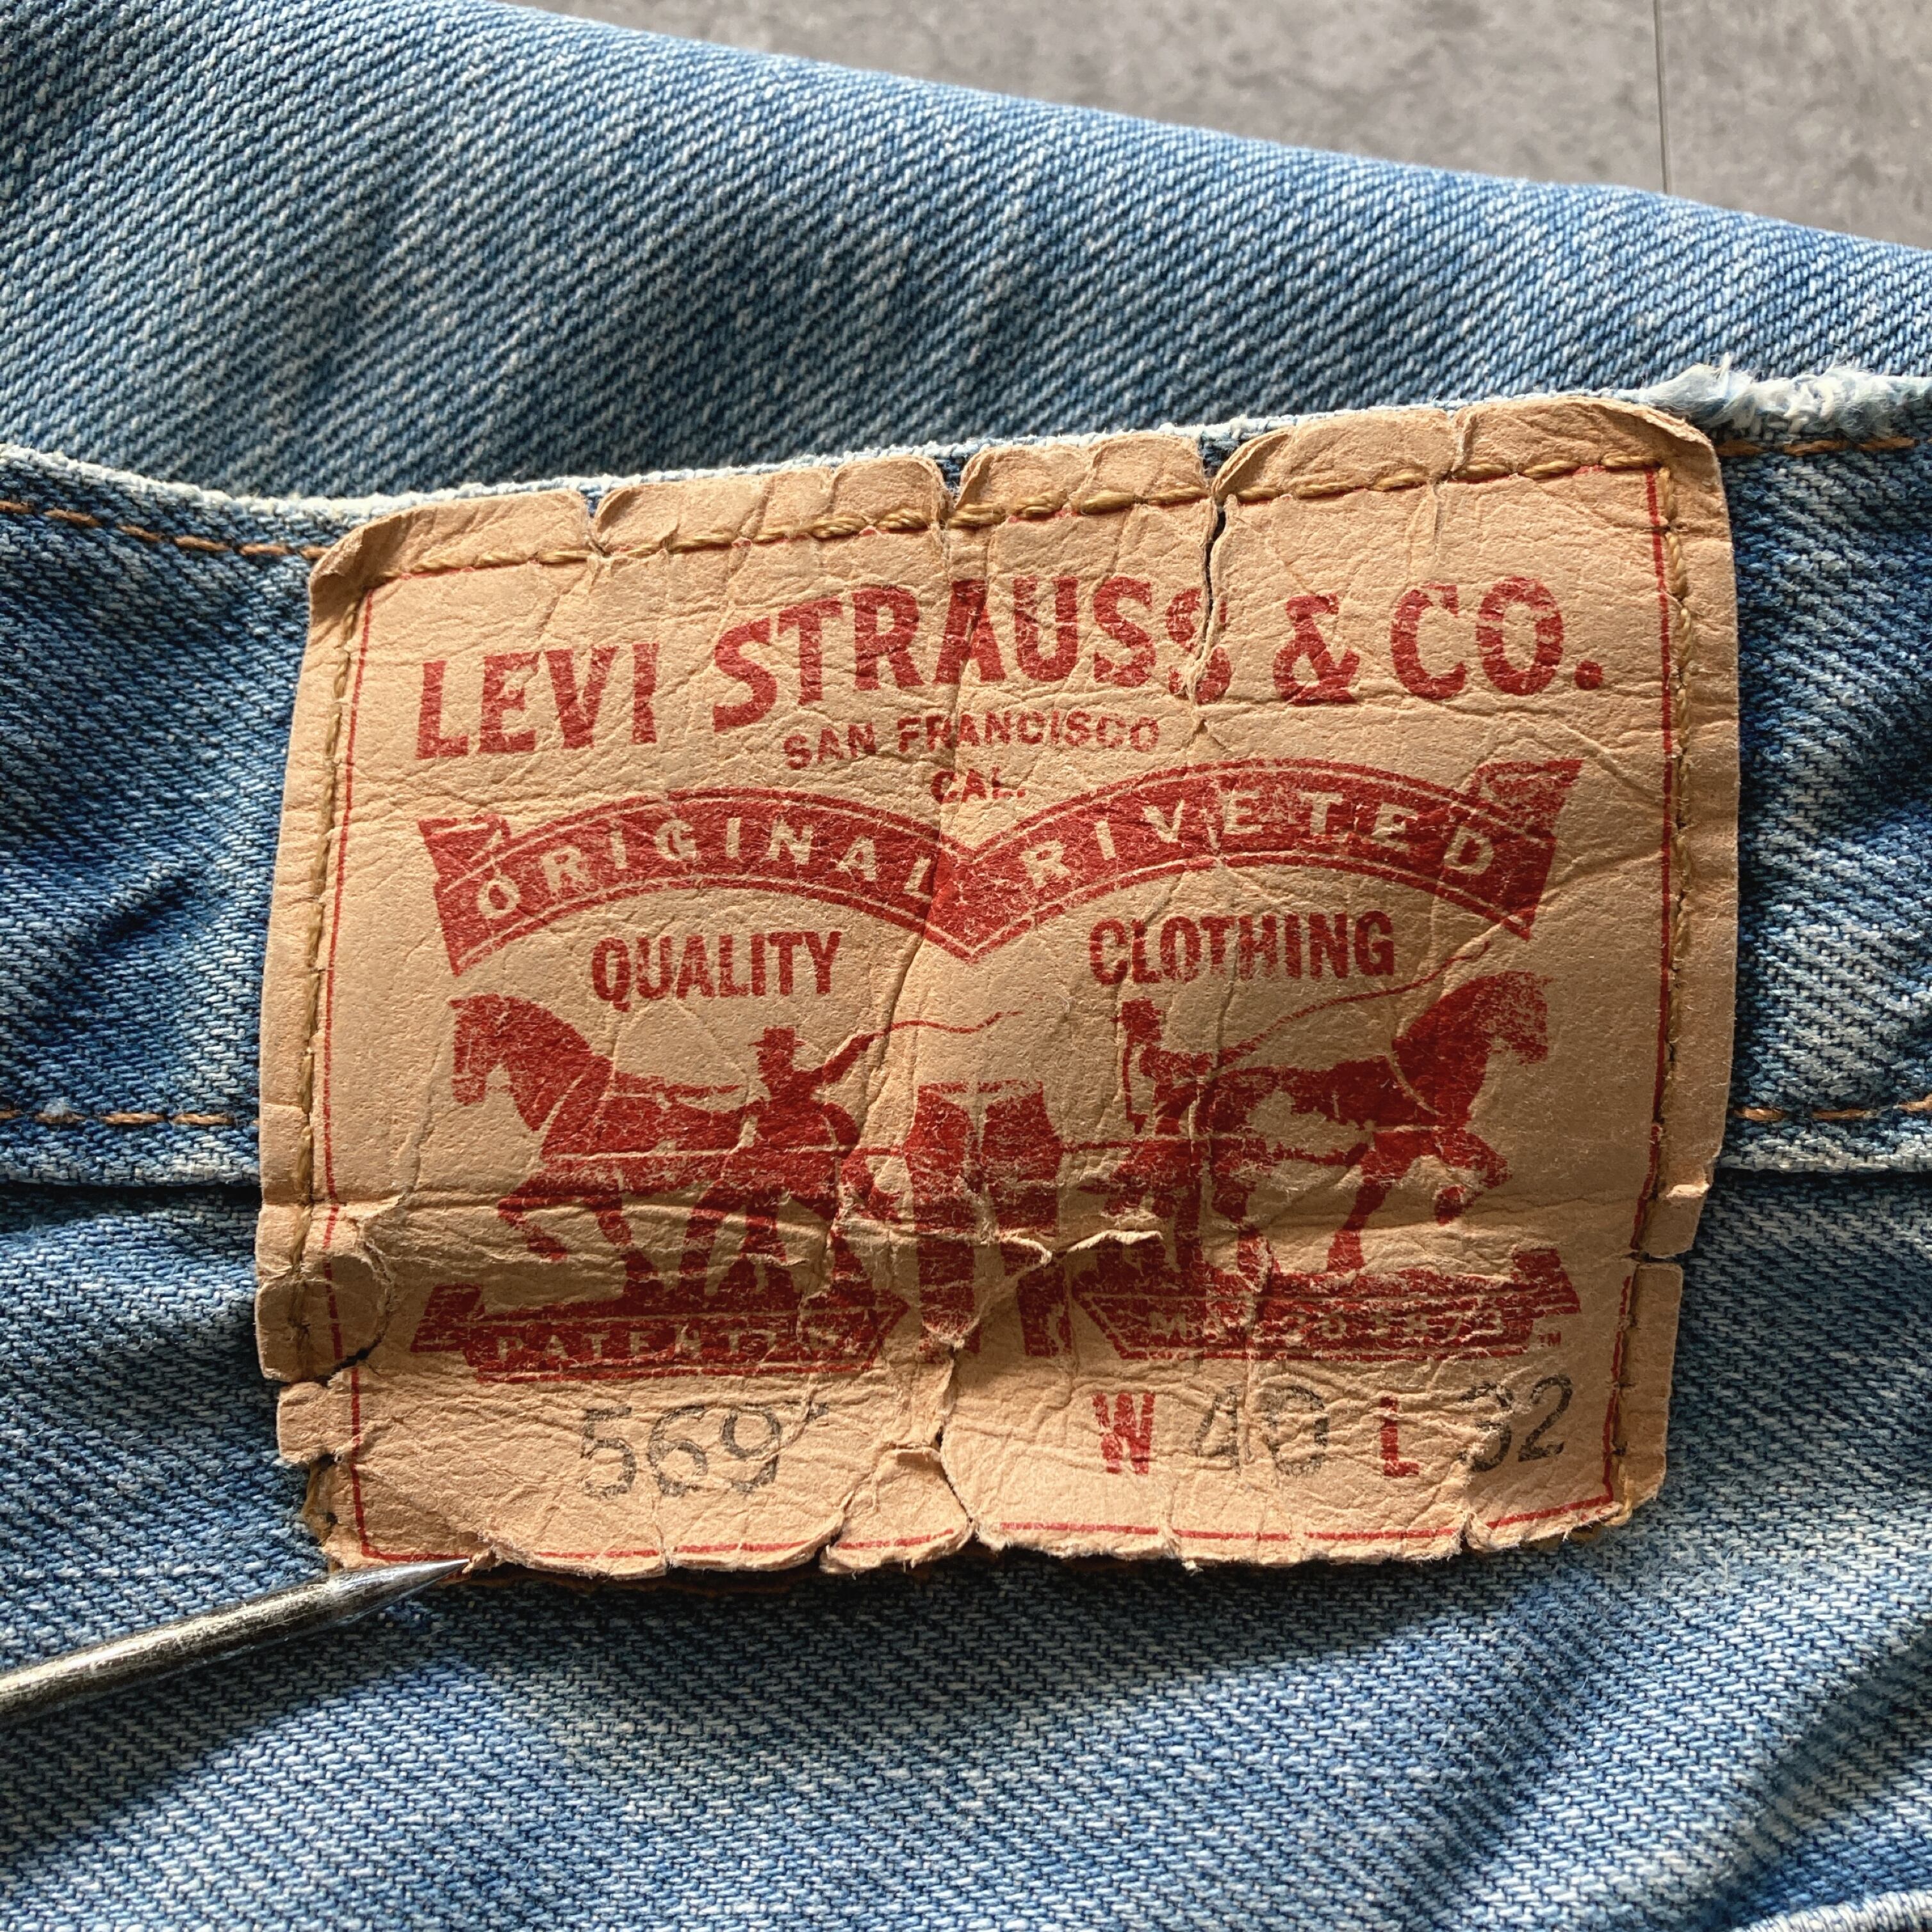 LEVI STRAUSS & CO.
SAN FRANCISCO
CAL.
ORIGINAL RIVETED
QUALITY CLOTHING
569 W 40 L 32